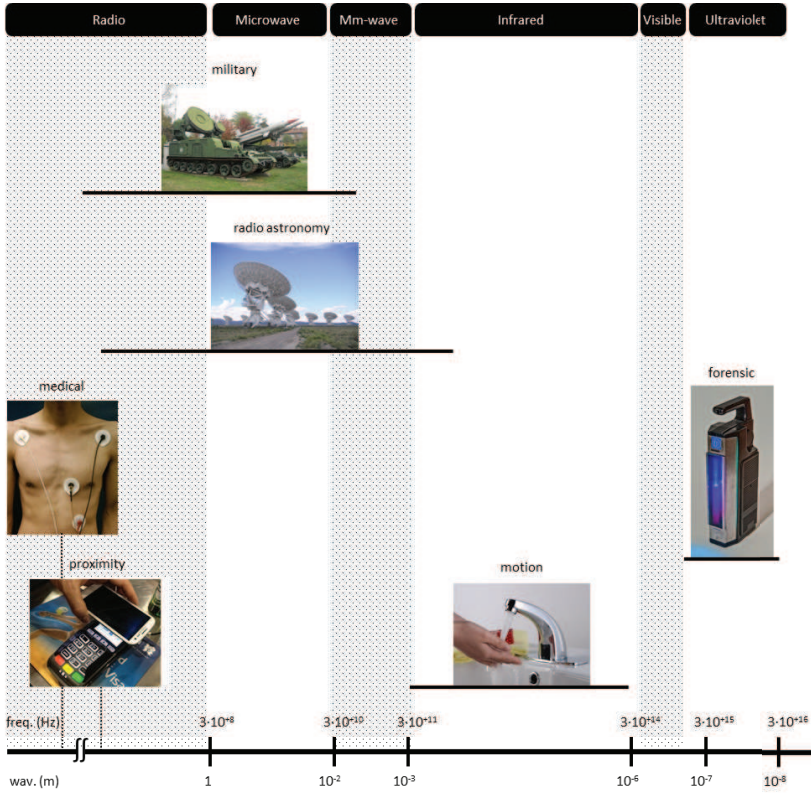 Radio Microwave Mm-wave Infrared Visible Ultraviolet
military
radio astronomy
forensic
medical
proximity
motion
VISA
freq. (Hz) 3·10⁺⁸ 3·10⁺¹⁰ 3·10⁺¹¹ 3·10⁺¹⁴ 3·10⁺¹⁵ 3·10⁺¹⁶
wav. (m) 1 10⁻² 10⁻³ 10⁻⁶ 10⁻⁷ 10⁻⁸